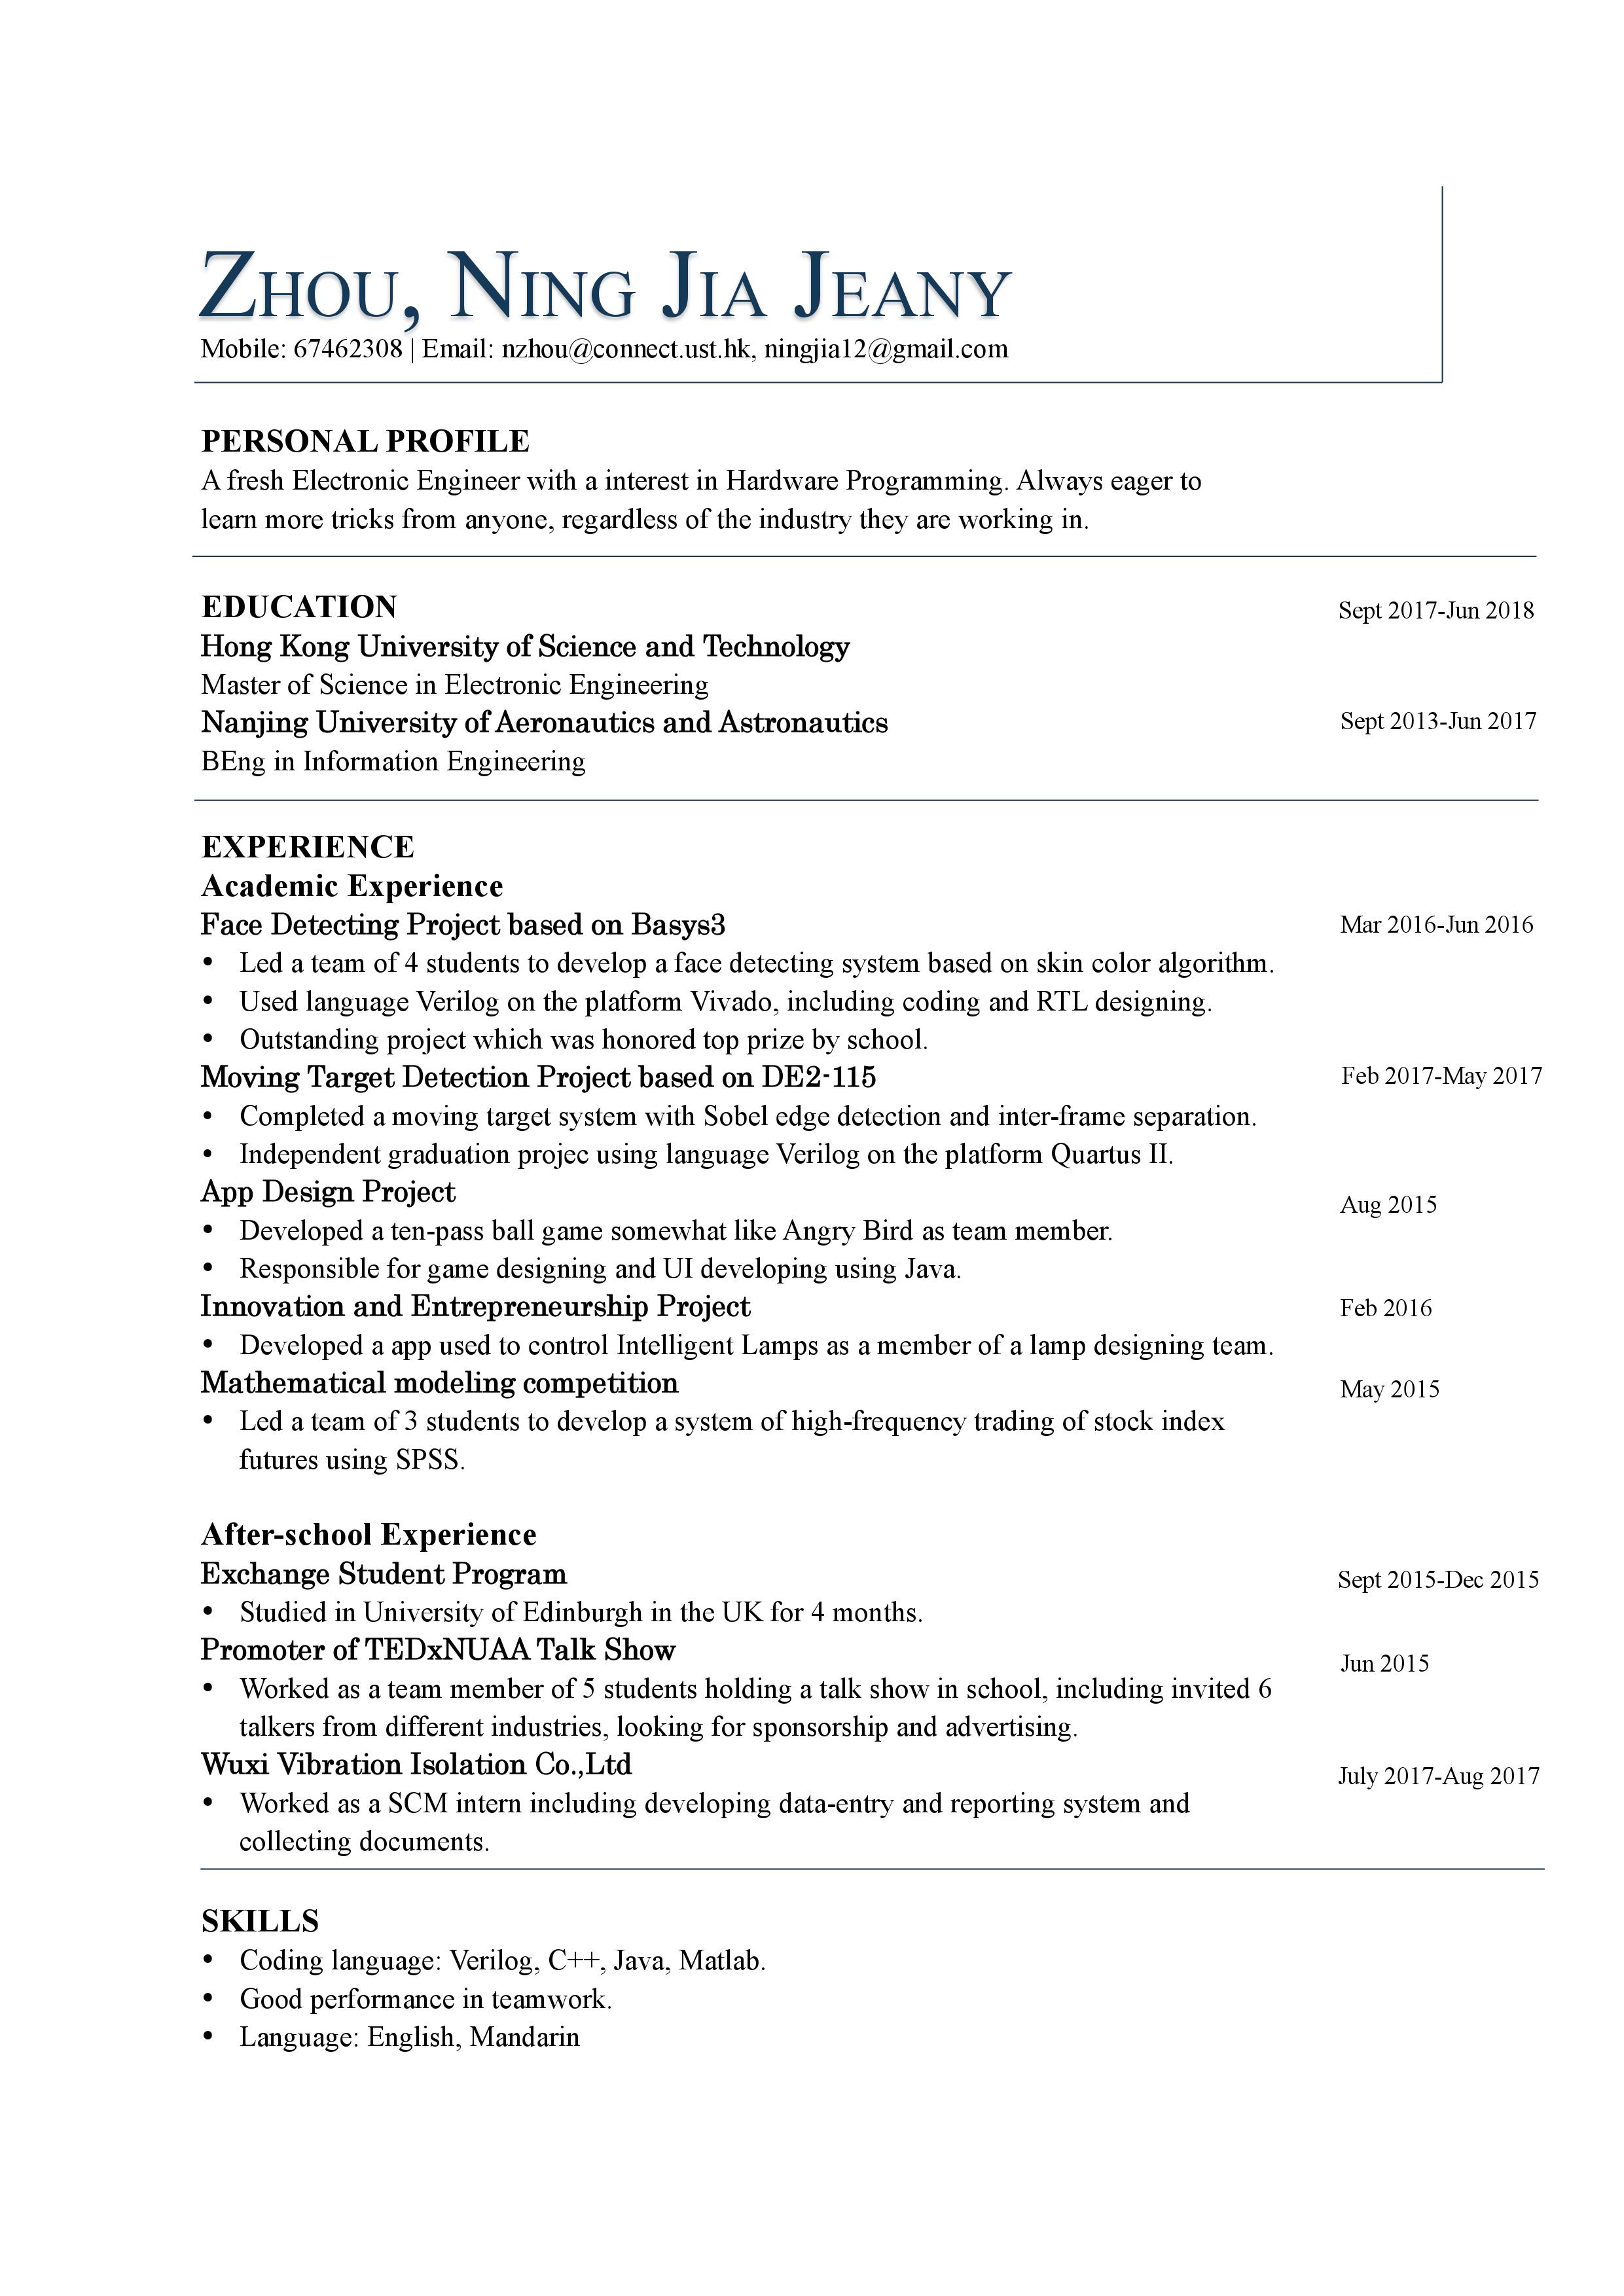 Zhou, Ning Jia Jeany
Mobile: 67462308 | Email: nzhou@connect.ust.hk, ningjia12@gmail.com
PERSONAL PROFILE
A fresh Electronic Engineer with a interest in Hardware Programming. Always eager to
learn more tricks from anyone, regardless of the industry they are working in.
EDUCATION Sept 2017-Jun 2018
Hong Kong University of Science and Technology
Master of Science in Electronic Engineering
Nanjing University of Aeronautics and Astronautics Sept 2013-Jun 2017
BEng in Information Engineering
EXPERIENCE
Academic Experience
Face Detecting Project based on Basys3 Mar 2016-Jun 2016
• Led a team of 4 students to develop a face detecting system based on skin color algorithm.
• Used language Verilog on the platform Vivado, including coding and RTL designing.
• Outstanding project which was honored top prize by school.
Moving Target Detection Project based on DE2-115 Feb 2017-May 2017
• Completed a moving target system with Sobel edge detection and inter-frame separation.
• Independent graduation projec using language Verilog on the platform Quartus II.
App Design Project Aug 2015
• Developed a ten-pass ball game somewhat like Angry Bird as team member.
• Responsible for game designing and UI developing using Java.
Innovation and Entrepreneurship Project Feb 2016
• Developed a app used to control Intelligent Lamps as a member of a lamp designing team.
Mathematical modeling competition May 2015
• Led a team of 3 students to develop a system of high-frequency trading of stock index
futures using SPSS.
After-school Experience
Exchange Student Program Sept 2015-Dec 2015
• Studied in University of Edinburgh in the UK for 4 months.
Promoter of TEDxNUAA Talk Show Jun 2015
• Worked as a team member of 5 students holding a talk show in school, including invited 6
talkers from different industries, looking for sponsorship and advertising.
Wuxi Vibration Isolation Co.,Ltd July 2017-Aug 2017
• Worked as a SCM intern including developing data-entry and reporting system and
collecting documents.
SKILLS
• Coding language: Verilog, C++, Java, Matlab.
• Good performance in teamwork.
• Language: English, Mandarin